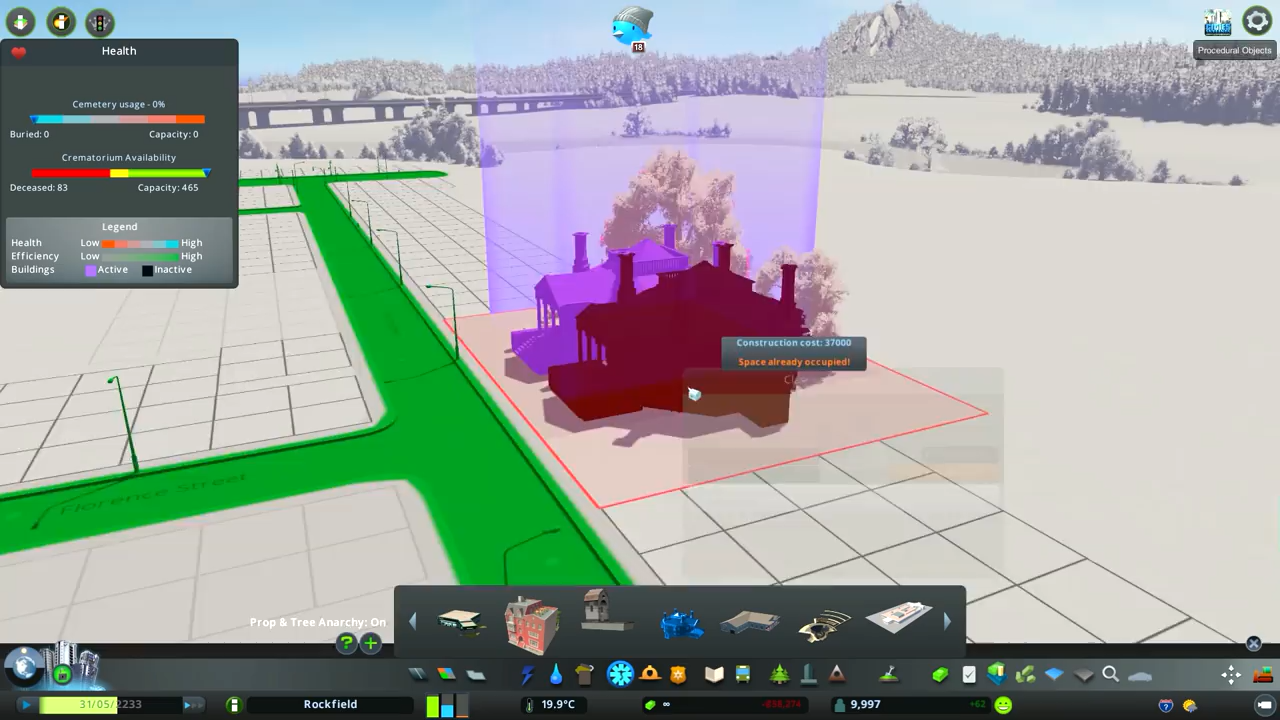 Health
Cemetery usage - 0%
Buried: 0 Capacity: 0
Crematorium Availability
Deceased: 83 Capacity: 465
Legend
Health Low High
Efficiency Low High
Buildings Active Inactive
18
Procedural Objects
Construction cost: 37000
Space already occupied!
Florence Street
Prop & Tree Anarchy: On
31/05/2233
Rockfield
19.9°C
∞
9,997
+62